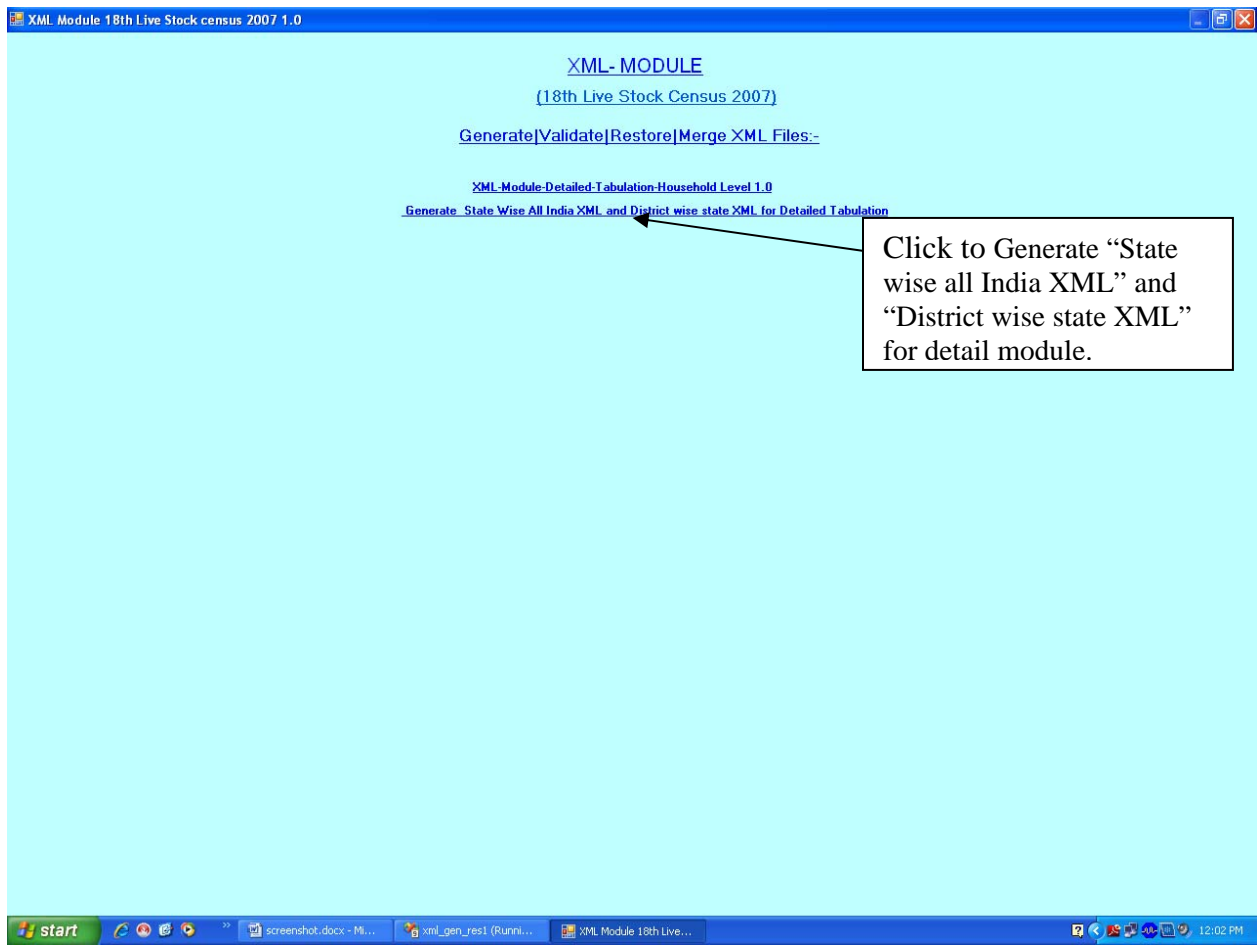 XML Module 18th Live Stock census 2007 1.0
XML- MODULE
(18th Live Stock Census 2007)
Generate|Validate|Restore|Merge XML Files:-
XML-Module-Detailed-Tabulation-Household Level 1.0
Generate State Wise All India XML and District wise state XML for Detailed Tabulation
Click to Generate “State
wise all India XML” and
“District wise state XML”
for detail module.
start
screenshot.docx - Mi...
xml_gen_res1 (Runni...
XML Module 18th Live...
12:02 PM